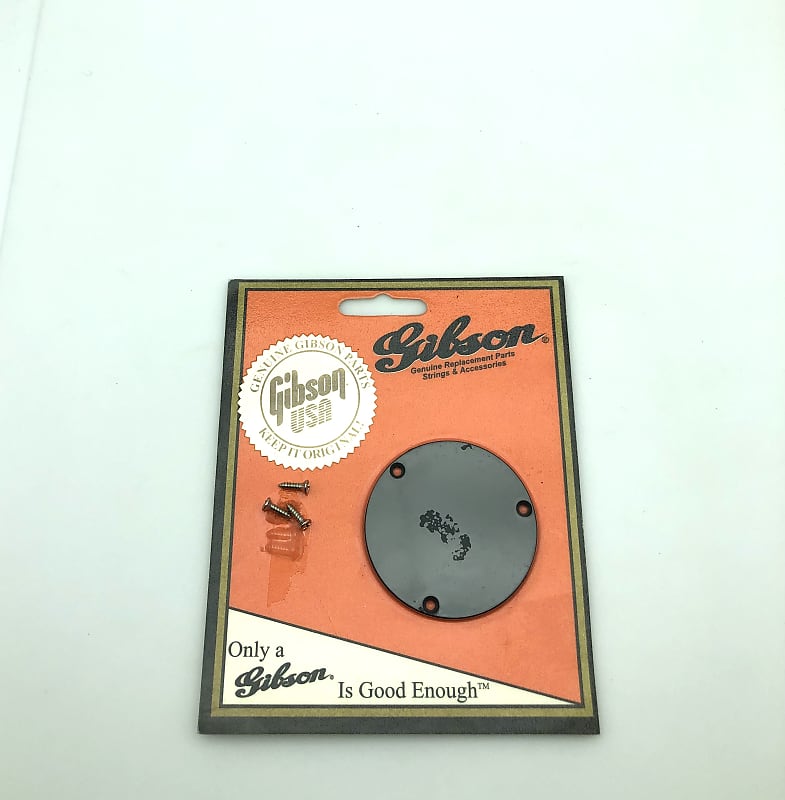 GENUINE GIBSON PARTS
Gibson
USA
KEEP IT ORIGINAL!
Gibson®
Genuine Replacement Parts
Strings & Accessories
Only a
Gibson®
Is Good Enough™